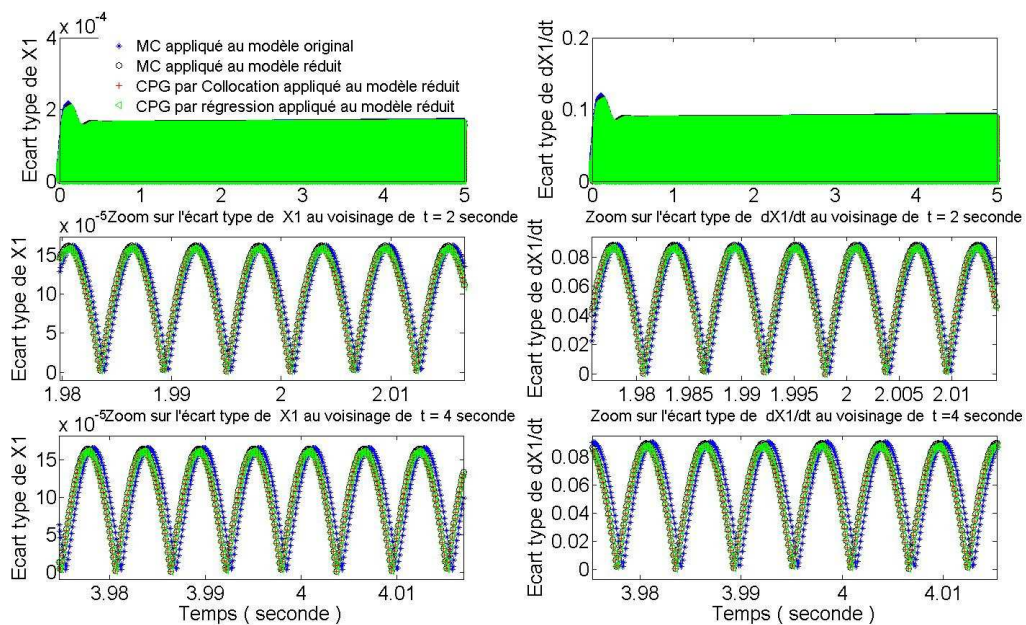 x 10-4
Ecart type de X1
4
2
0
0 1 2 3 4 5
MC appliqué au modèle original
MC appliqué au modèle réduit
CPG par Collocation appliqué au modèle réduit
CPG par régression appliqué au modèle réduit
Ecart type de dX1/dt
0.2
0.1
0
0 1 2 3 4 5
x 10-5
Zoom sur l'écart type de X1 au voisinage de t = 2 seconde
Ecart type de X1
15
10
5
0
1.98 1.99 2 2.01
Zoom sur l'écart type de dX1/dt au voisinage de t = 2 seconde
Ecart type de dX1/dt
0.08
0.06
0.04
0.02
0
1.98 1.985 1.99 1.995 2 2.005 2.01
x 10-5
Zoom sur l'écart type de X1 au voisinage de t = 4 seconde
Ecart type de X1
15
10
5
0
3.98 3.99 4 4.01
Temps ( seconde )
Zoom sur l'écart type de dX1/dt au voisinage de t =4 seconde
Ecart type de dX1/dt
0.08
0.06
0.04
0.02
0
3.98 3.99 4 4.01
Temps ( seconde )